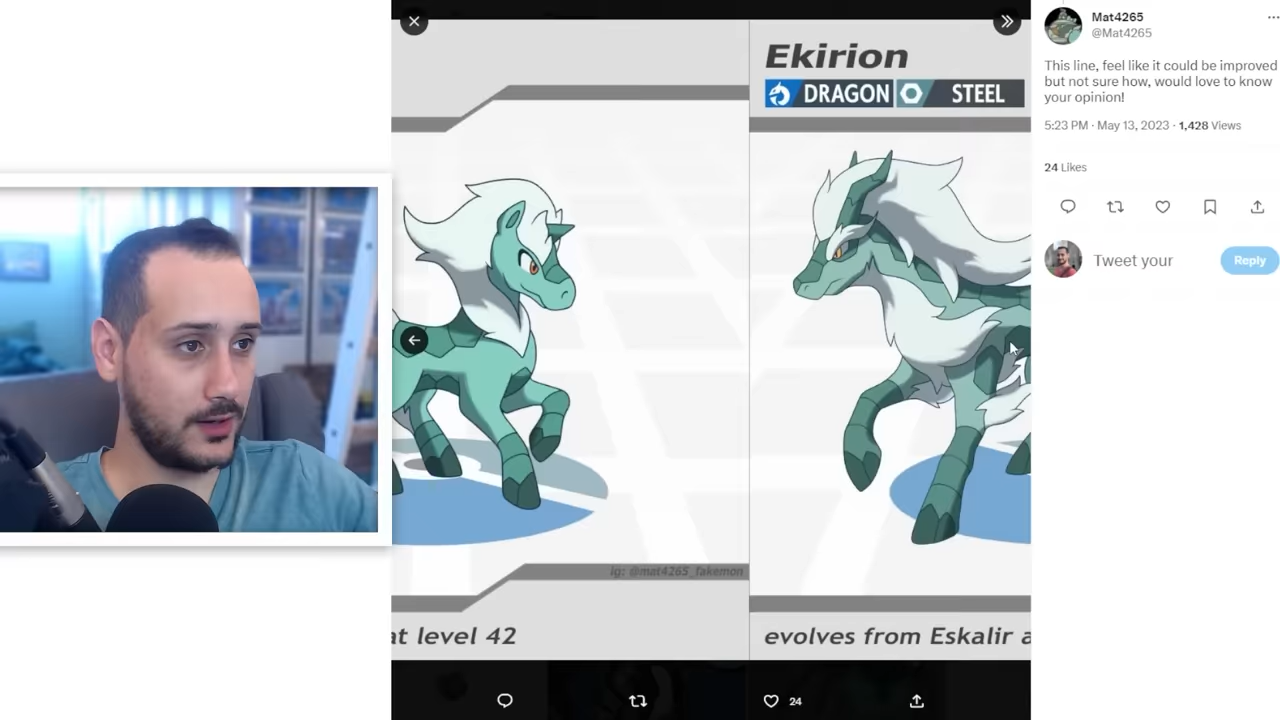 Ekirion
DRAGON
STEEL
ig: @mat4265_fakemon
at level 42
evolves from Eskalir a
24
Mat4265
@Mat4265
This line, feel like it could be improved
but not sure how, would love to know
your opinion!
5:23 PM · May 13, 2023 · 1,428 Views
24 Likes
Tweet your
Reply